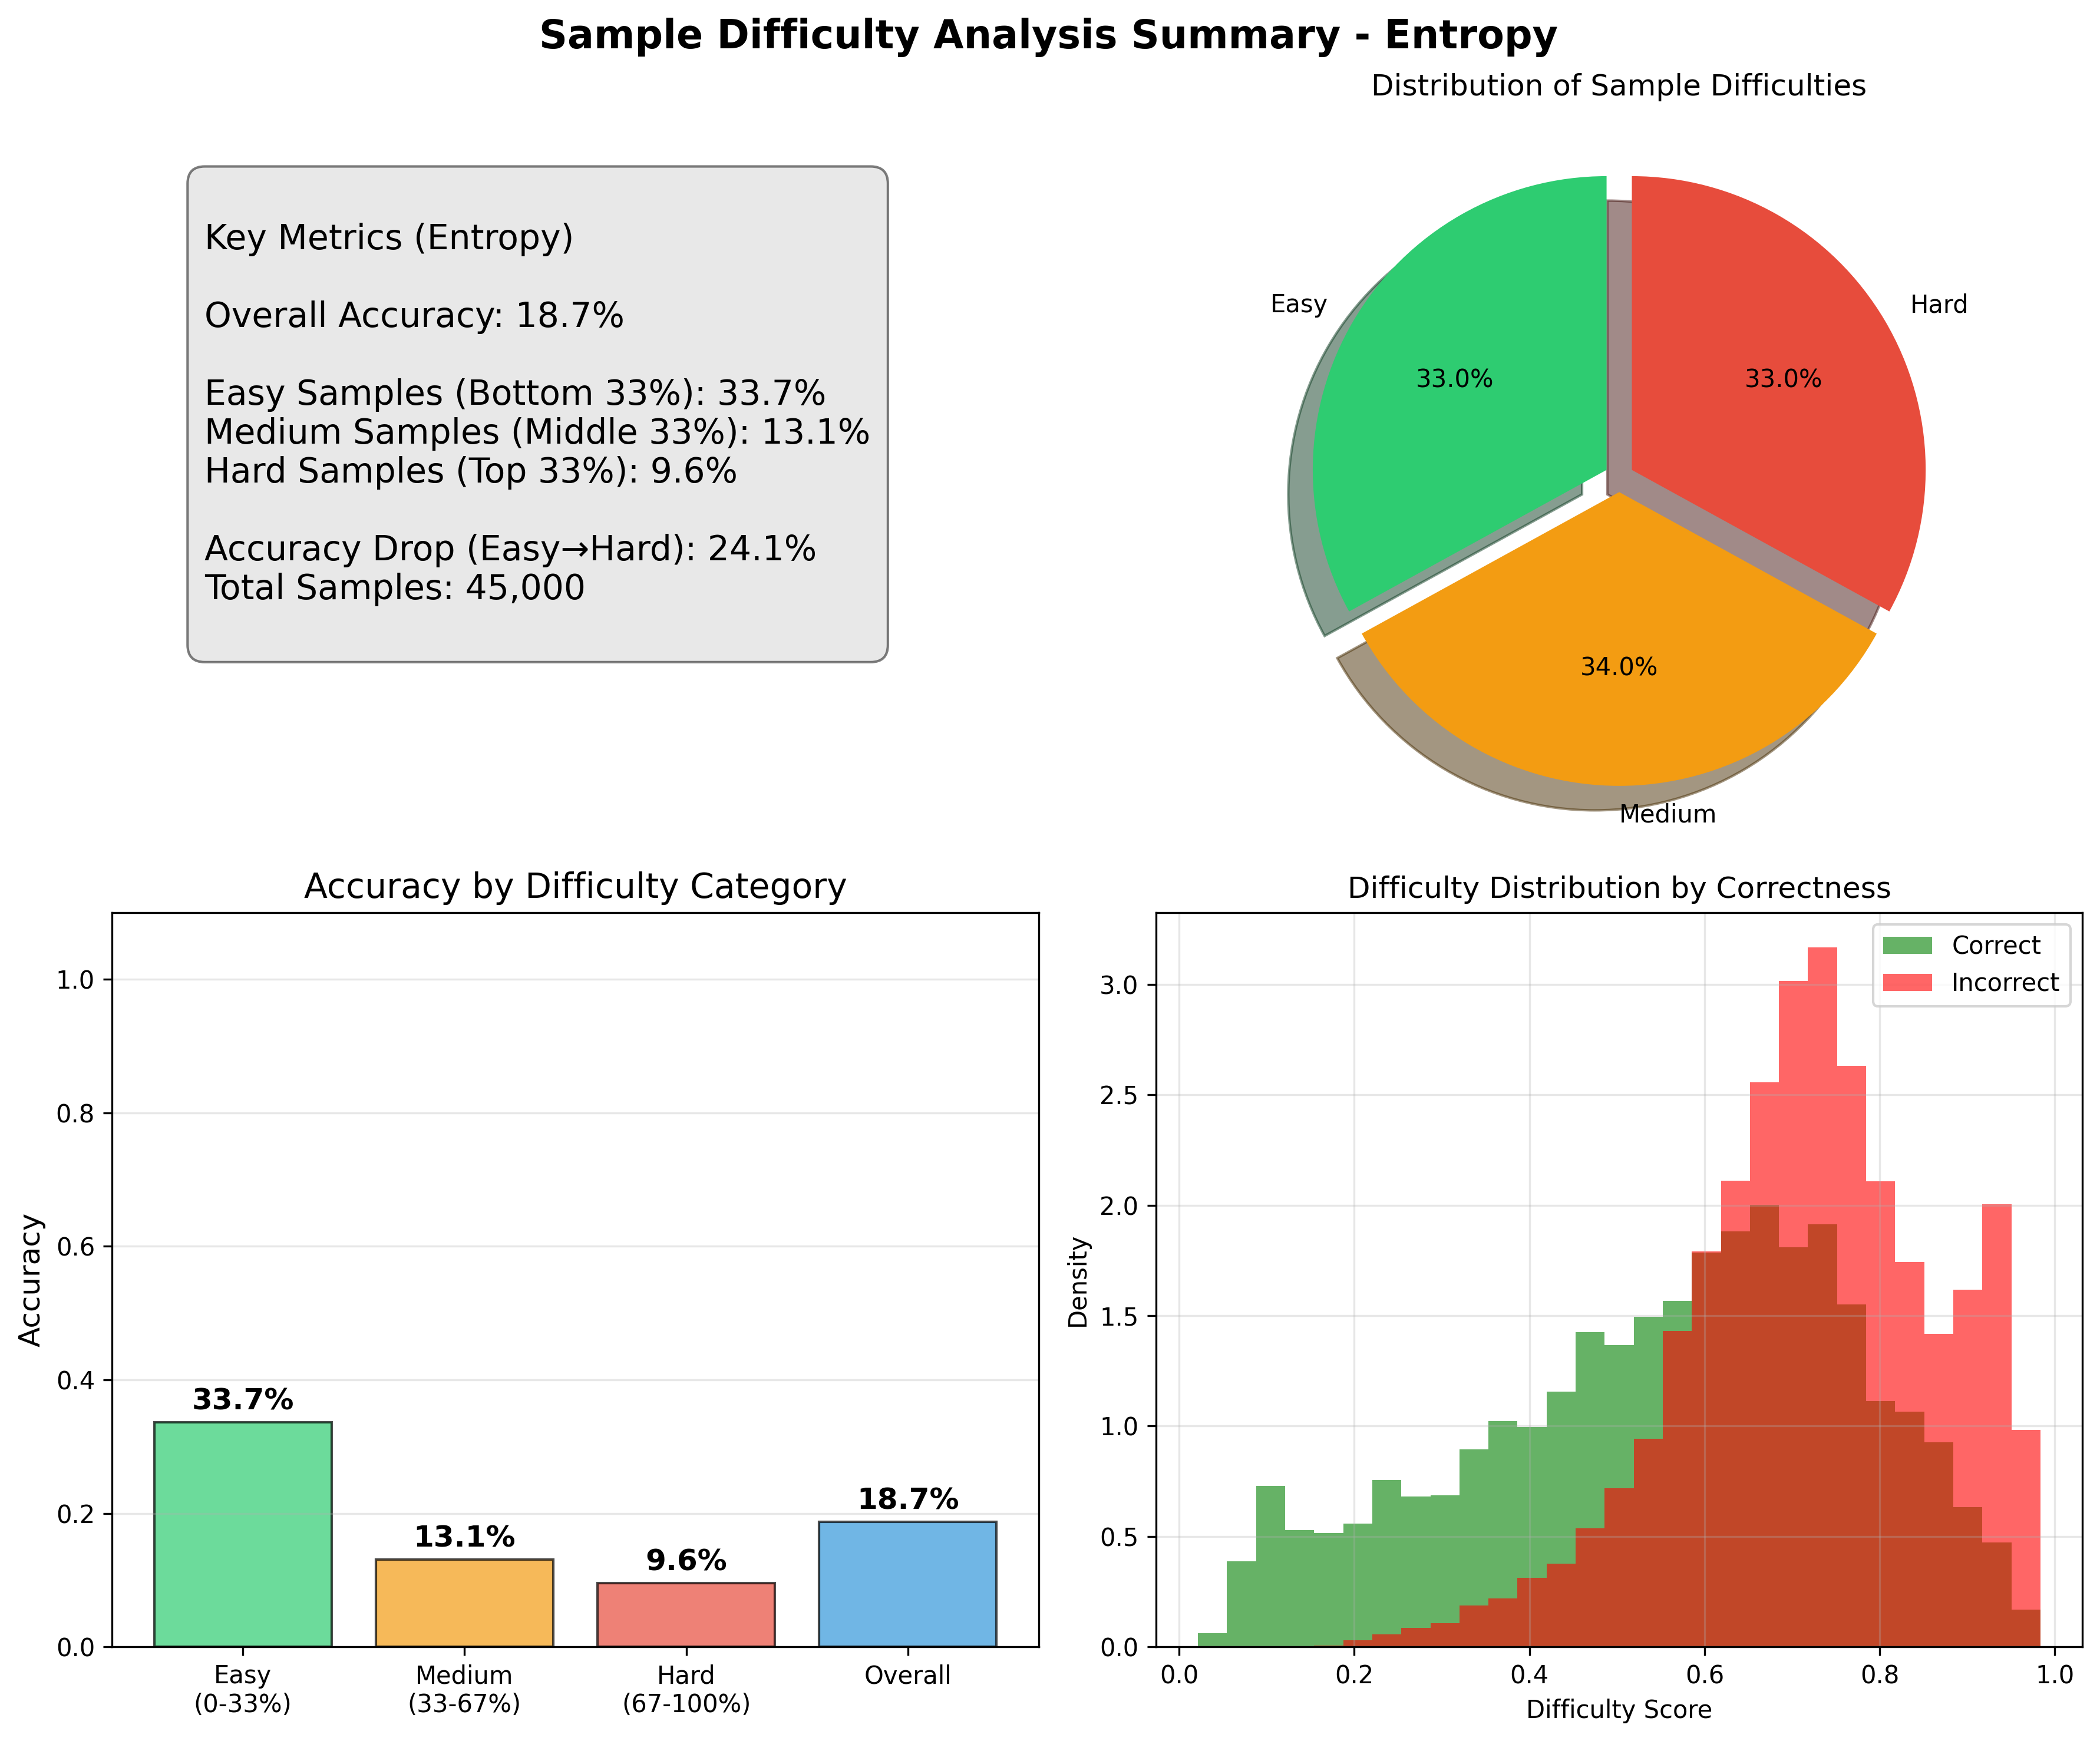 Sample Difficulty Analysis Summary - Entropy
Key Metrics (Entropy)
Overall Accuracy: 18.7%
Easy Samples (Bottom 33%): 33.7%
Medium Samples (Middle 33%): 13.1%
Hard Samples (Top 33%): 9.6%
Accuracy Drop (Easy→Hard): 24.1%
Total Samples: 45,000
Distribution of Sample Difficulties
Easy
Hard
33.0%
33.0%
34.0%
Medium
Accuracy by Difficulty Category
Accuracy
1.0
0.8
0.6
0.4
0.2
0.0
33.7%
13.1%
9.6%
18.7%
Easy
(0-33%)
Medium
(33-67%)
Hard
(67-100%)
Overall
Difficulty Distribution by Correctness
Correct
Incorrect
Density
3.0
2.5
2.0
1.5
1.0
0.5
0.0
0.0
0.2
0.4
0.6
0.8
1.0
Difficulty Score